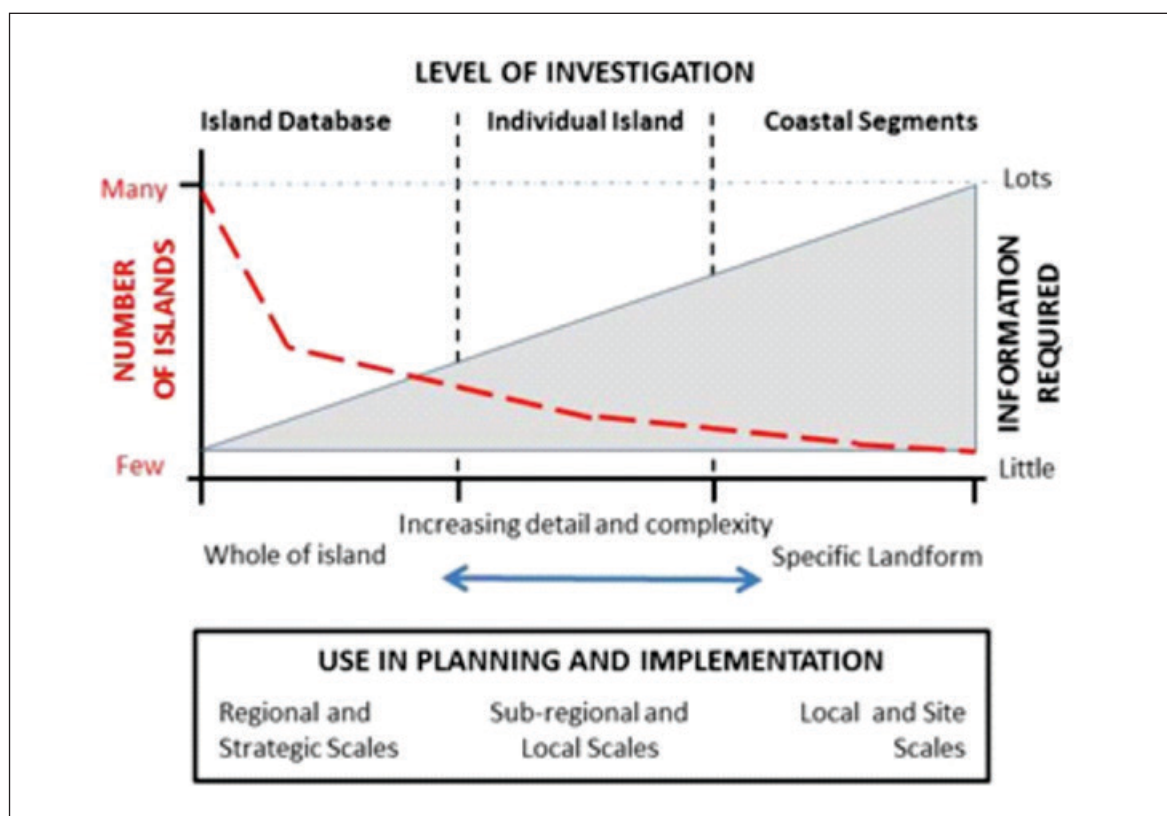 LEVEL OF INVESTIGATION
Island Database
Individual Island
Coastal Segments
Many
Lots
NUMBER
OF ISLANDS
INFORMATION
REQUIRED
Few
Little
Increasing detail and complexity
Whole of island
Specific Landform
USE IN PLANNING AND IMPLEMENTATION
Regional and
Strategic Scales
Sub-regional and
Local Scales
Local and Site
Scales